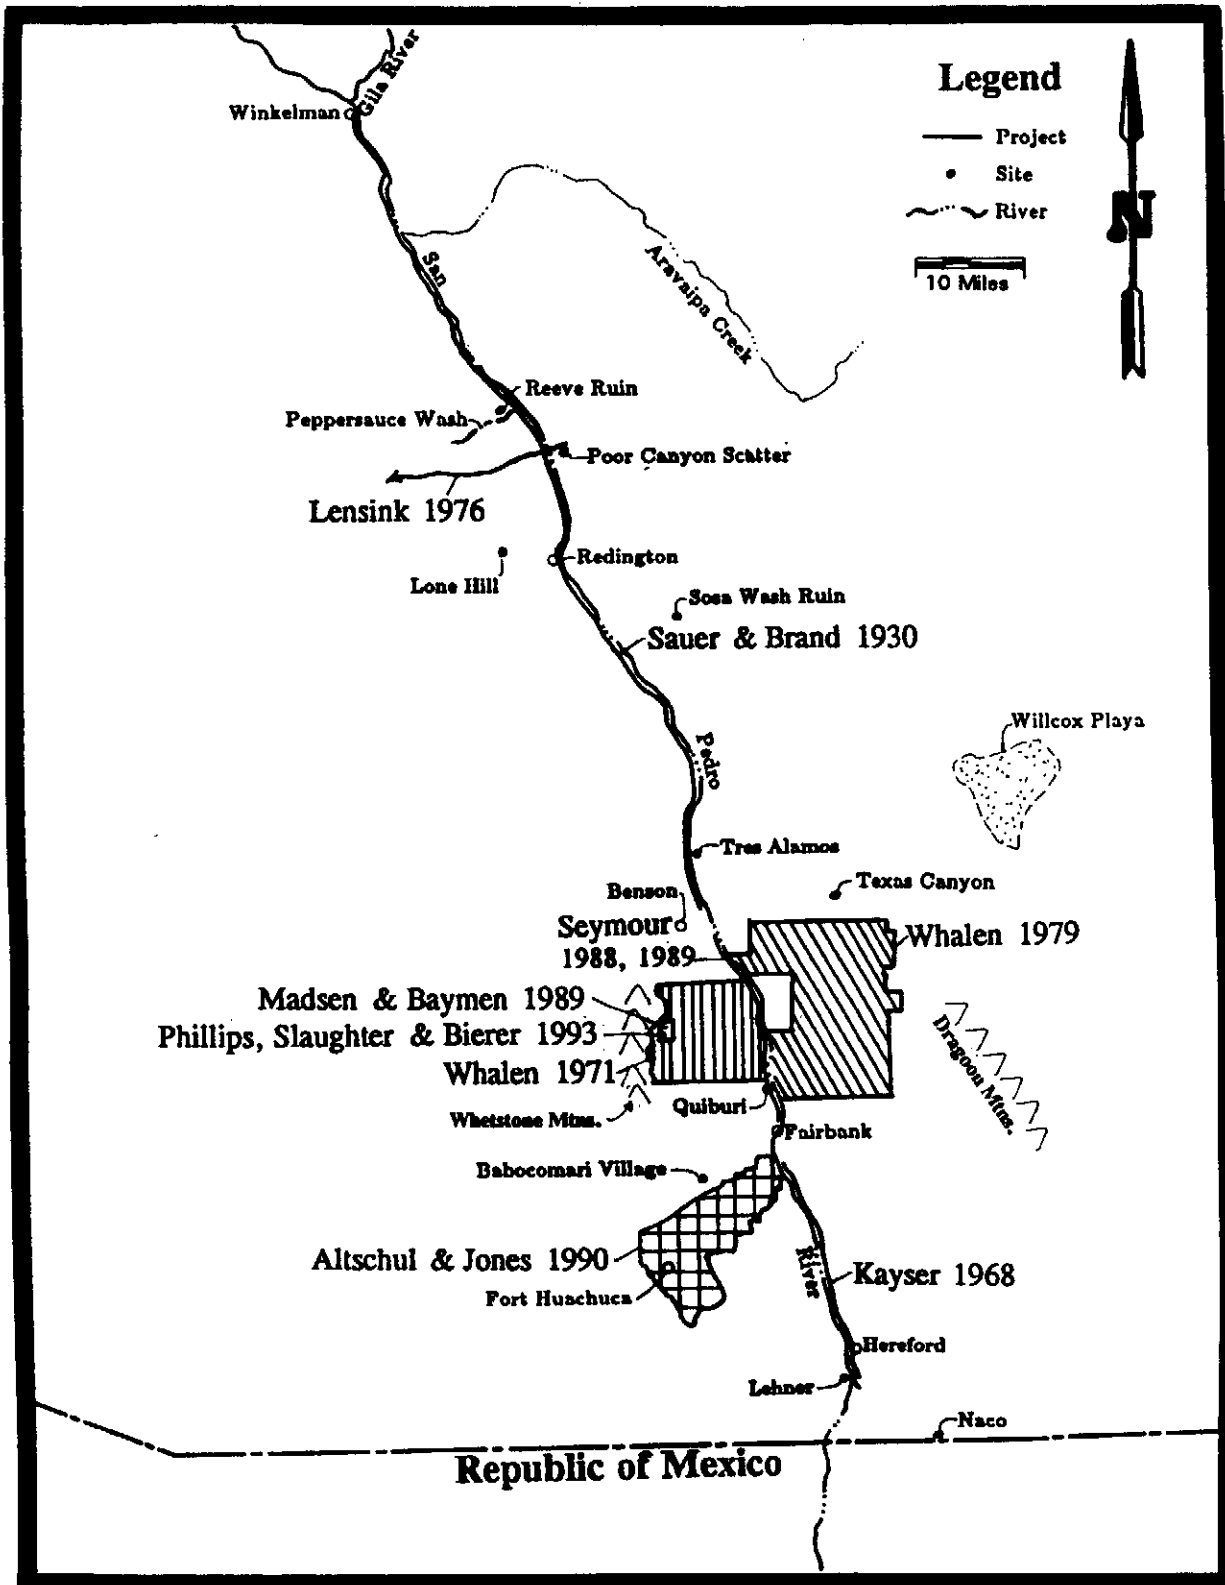 Gila River
Legend
Winkelman
Project
Site
N
River
10 Miles
San
Aravaipa Creek
Reeve Ruin
Peppersauce Wash
Poor Canyon Scatter
Lensink 1976
Redington
Lone Hill
Sosa Wash Ruin
Sauer & Brand 1930
Willcox Playa
Pedro
Tres Alamos
Texas Canyon
Benson
Seymour
1988, 1989
Whalen 1979
Madsen & Baymen 1989
Phillips, Slaughter & Bierer 1993
Whalen 1971
Dragoon Mtns.
Quiburi
Whetstone Mtns.
Fairbank
Babocomari Village
Altschul & Jones 1990
River
Kayser 1968
Fort Huachuca
Hereford
Lehner
Naco
Republic of Mexico